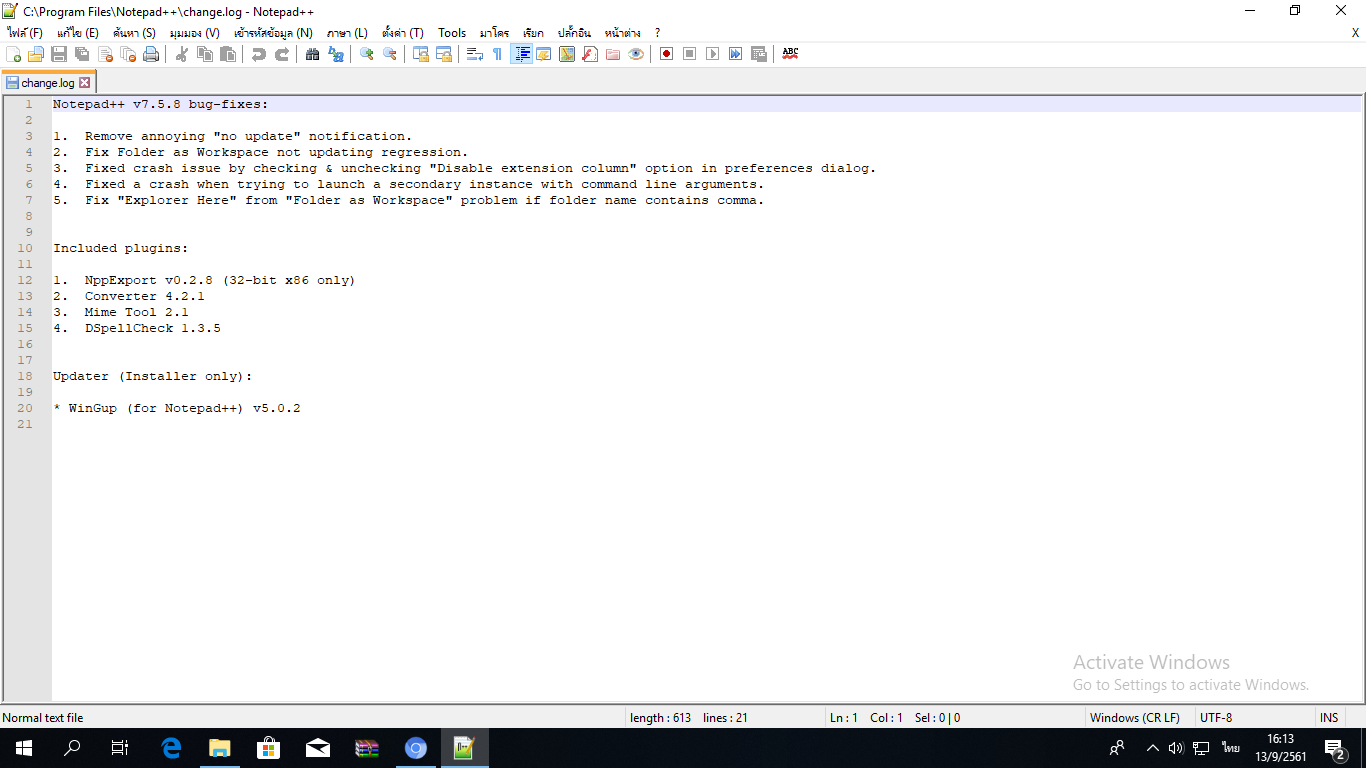 C:\Program Files\Notepad++\change.log - Notepad++
ไฟล์ (F) แก้ไข (E) ค้นหา (S) มุมมอง (V) เข้ารหัสข้อมูล (N) ภาษา (L) ตั้งค่า (T) Tools มาโคร เรียก ปลั๊กอิน หน้าต่าง ? X
ABC
change.log
1 Notepad++ v7.5.8 bug-fixes:
2
3 1. Remove annoying "no update" notification.
4 2. Fix Folder as Workspace not updating regression.
5 3. Fixed crash issue by checking & unchecking "Disable extension column" option in preferences dialog.
6 4. Fixed a crash when trying to launch a secondary instance with command line arguments.
7 5. Fix "Explorer Here" from "Folder as Workspace" problem if folder name contains comma.
8
9
10 Included plugins:
11
12 1. NppExport v0.2.8 (32-bit x86 only)
13 2. Converter 4.2.1
14 3. Mime Tool 2.1
15 4. DSpellCheck 1.3.5
16
17
18 Updater (Installer only):
19
20 * WinGup (for Notepad++) v5.0.2
21
Activate Windows
Go to Settings to activate Windows.
Normal text file length : 613 lines : 21 Ln : 1 Col : 1 Sel : 0 | 0 Windows (CR LF) UTF-8 INS
ไทย 16:13
13/9/2561 2